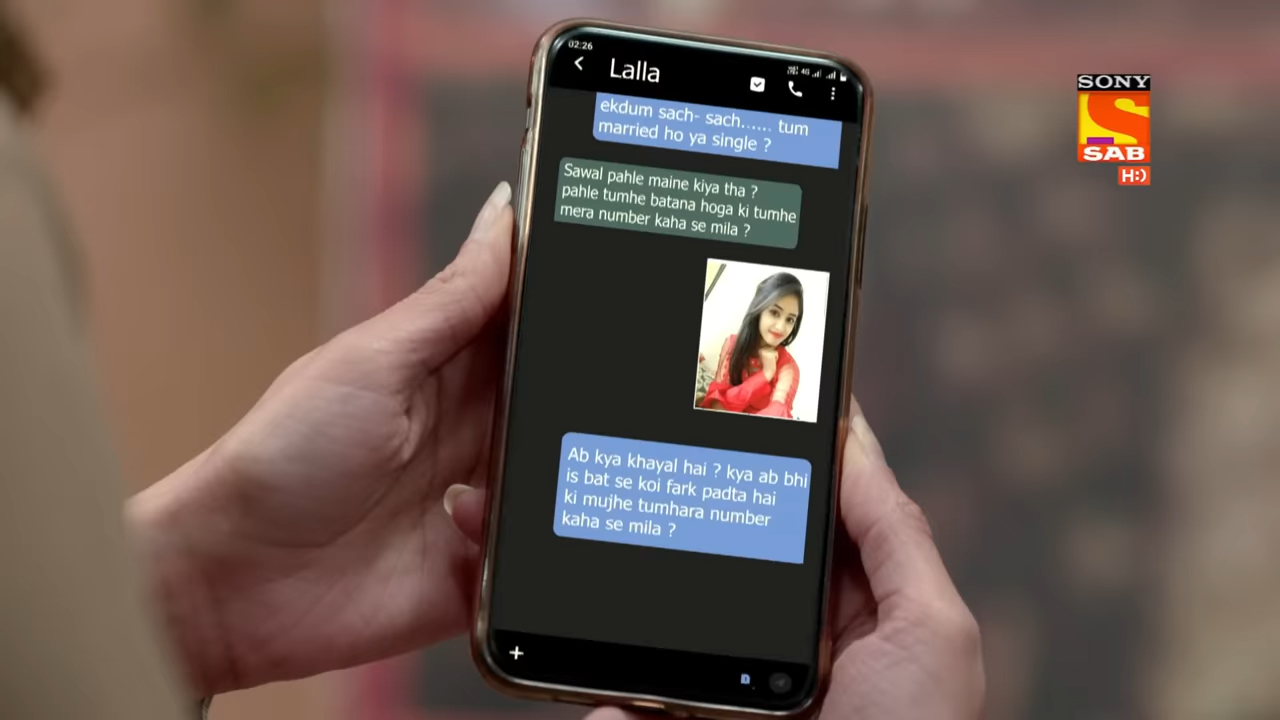 02:26
4G
Lalla
ekdum sach- sach...... tum
married ho ya single ?
Sawal pahle maine kiya tha ?
pahle tumhe batana hoga ki tumhe
mera number kaha se mila ?
Ab kya khayal hai ? kya ab bhi
is bat se koi fark padta hai
ki mujhe tumhara number
kaha se mila ?
SONY
S
SAB
HD